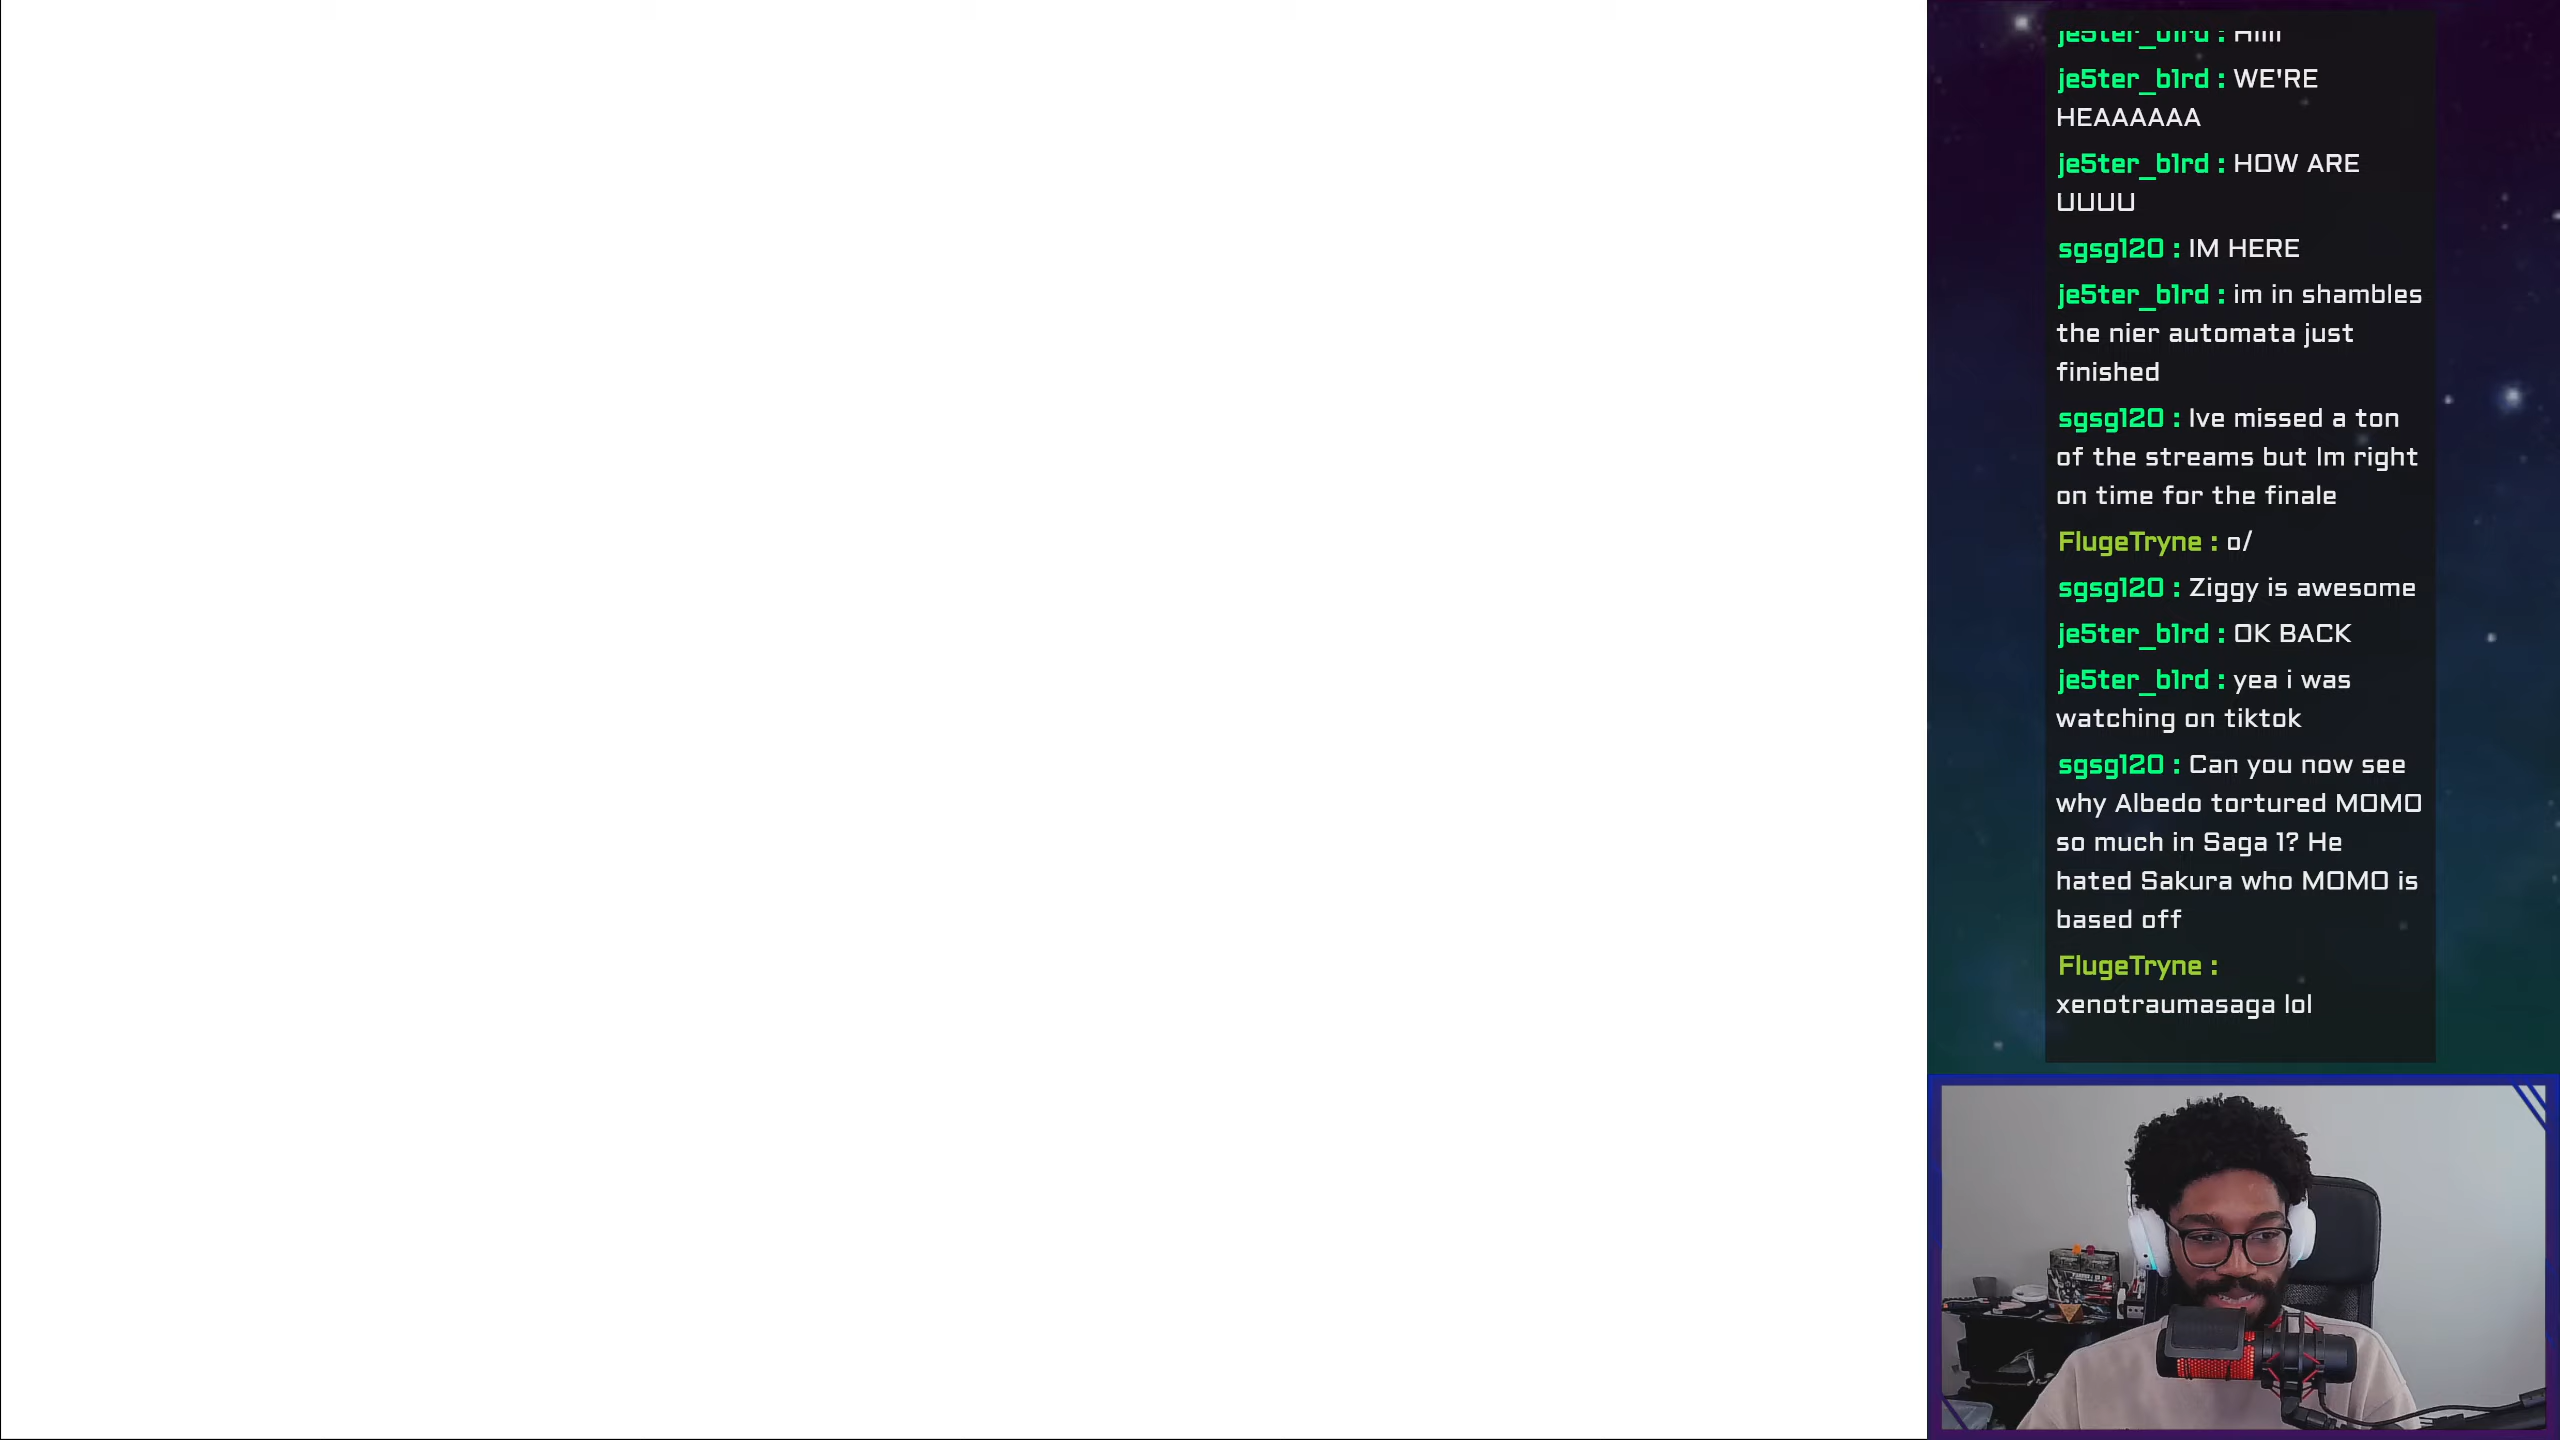 je5ter_b1rd : HIIII
je5ter_b1rd : WE'RE
HEAAAAAA
je5ter_b1rd : HOW ARE
UUUU
sgsg120 : IM HERE
je5ter_b1rd : im in shambles
the nier automata just
finished
sgsg120 : Ive missed a ton
of the streams but Im right
on time for the finale
FlugeTryne : o/
sgsg120 : Ziggy is awesome
je5ter_b1rd : OK BACK
je5ter_b1rd : yea i was
watching on tiktok
sgsg120 : Can you now see
why Albedo tortured MOMO
so much in Saga 1? He
hated Sakura who MOMO is
based off
FlugeTryne :
xenotraumasaga lol